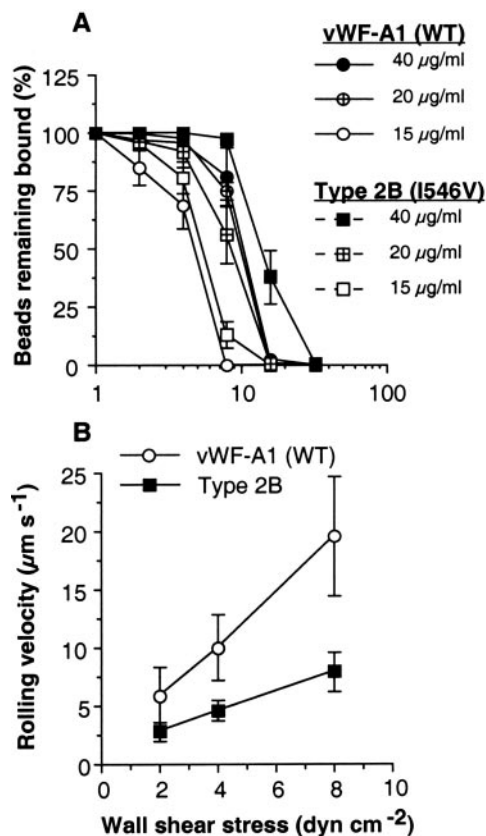 A
vWF-A1 (WT)
40 µg/ml
20 µg/ml
15 µg/ml
Type 2B (I546V)
40 µg/ml
20 µg/ml
15 µg/ml
Beads remaining bound (%)
125
100
75
50
25
0
1
10
100
B
vWF-A1 (WT)
Type 2B
Rolling velocity (µm s⁻¹)
25
20
15
10
5
0
0
2
4
6
8
10
Wall shear stress (dyn cm⁻²)